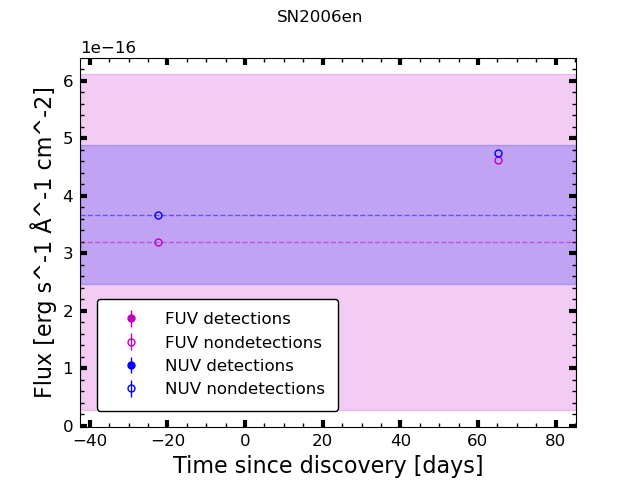 SN2006en
1e−16
6
5
4
3
2
1
0
Flux [erg s^-1 Å^-1 cm^-2]
FUV detections
FUV nondetections
NUV detections
NUV nondetections
−40 −20 0 20 40 60 80
Time since discovery [days]